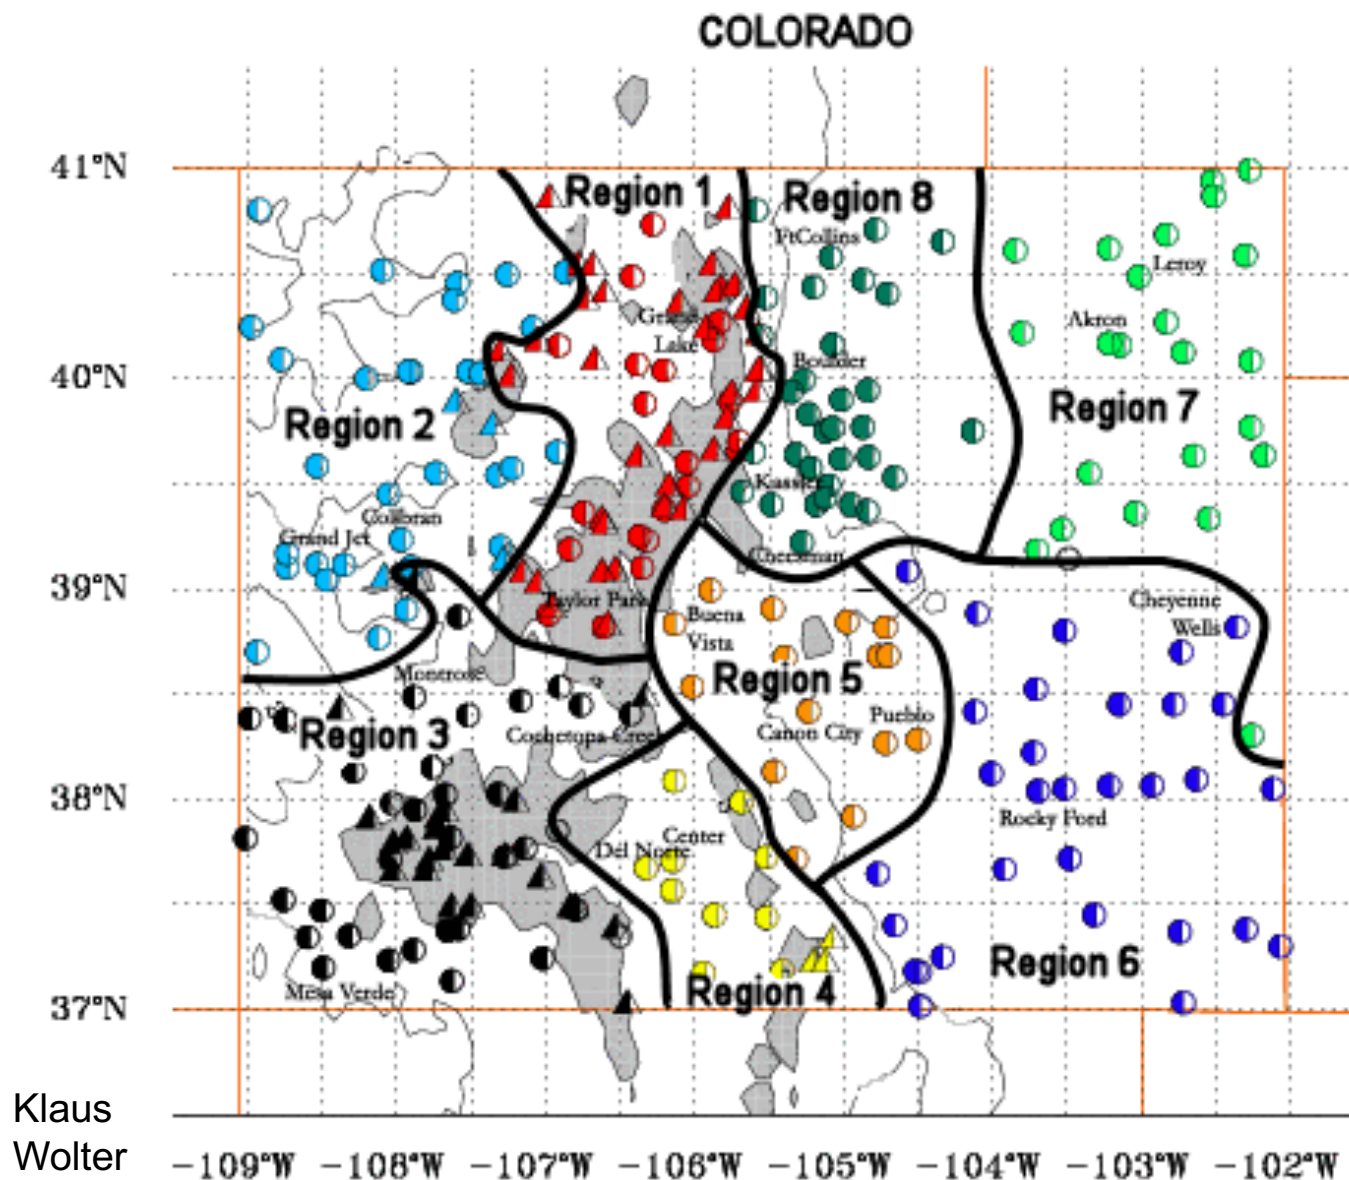 COLORADO
41°N
Region 1
Region 8
FtCollins
Leroy
Grand
Lake
Akron
Boulder
40°N
Region 2
Region 7
Kassler
Collbran
Grand Jct
Cheesman
39°N
Taylor Park
Buena
Vista
Cheyenne
Wells
Montrose
Region 5
Region 3
Pueblo
Canon City
Cochetopa Creek
38°N
Rocky Ford
Center
Del Norte
Region 6
Mesa Verde
Region 4
37°N
Klaus
Wolter
-109°W -108°W -107°W -106°W -105°W -104°W -103°W -102°W